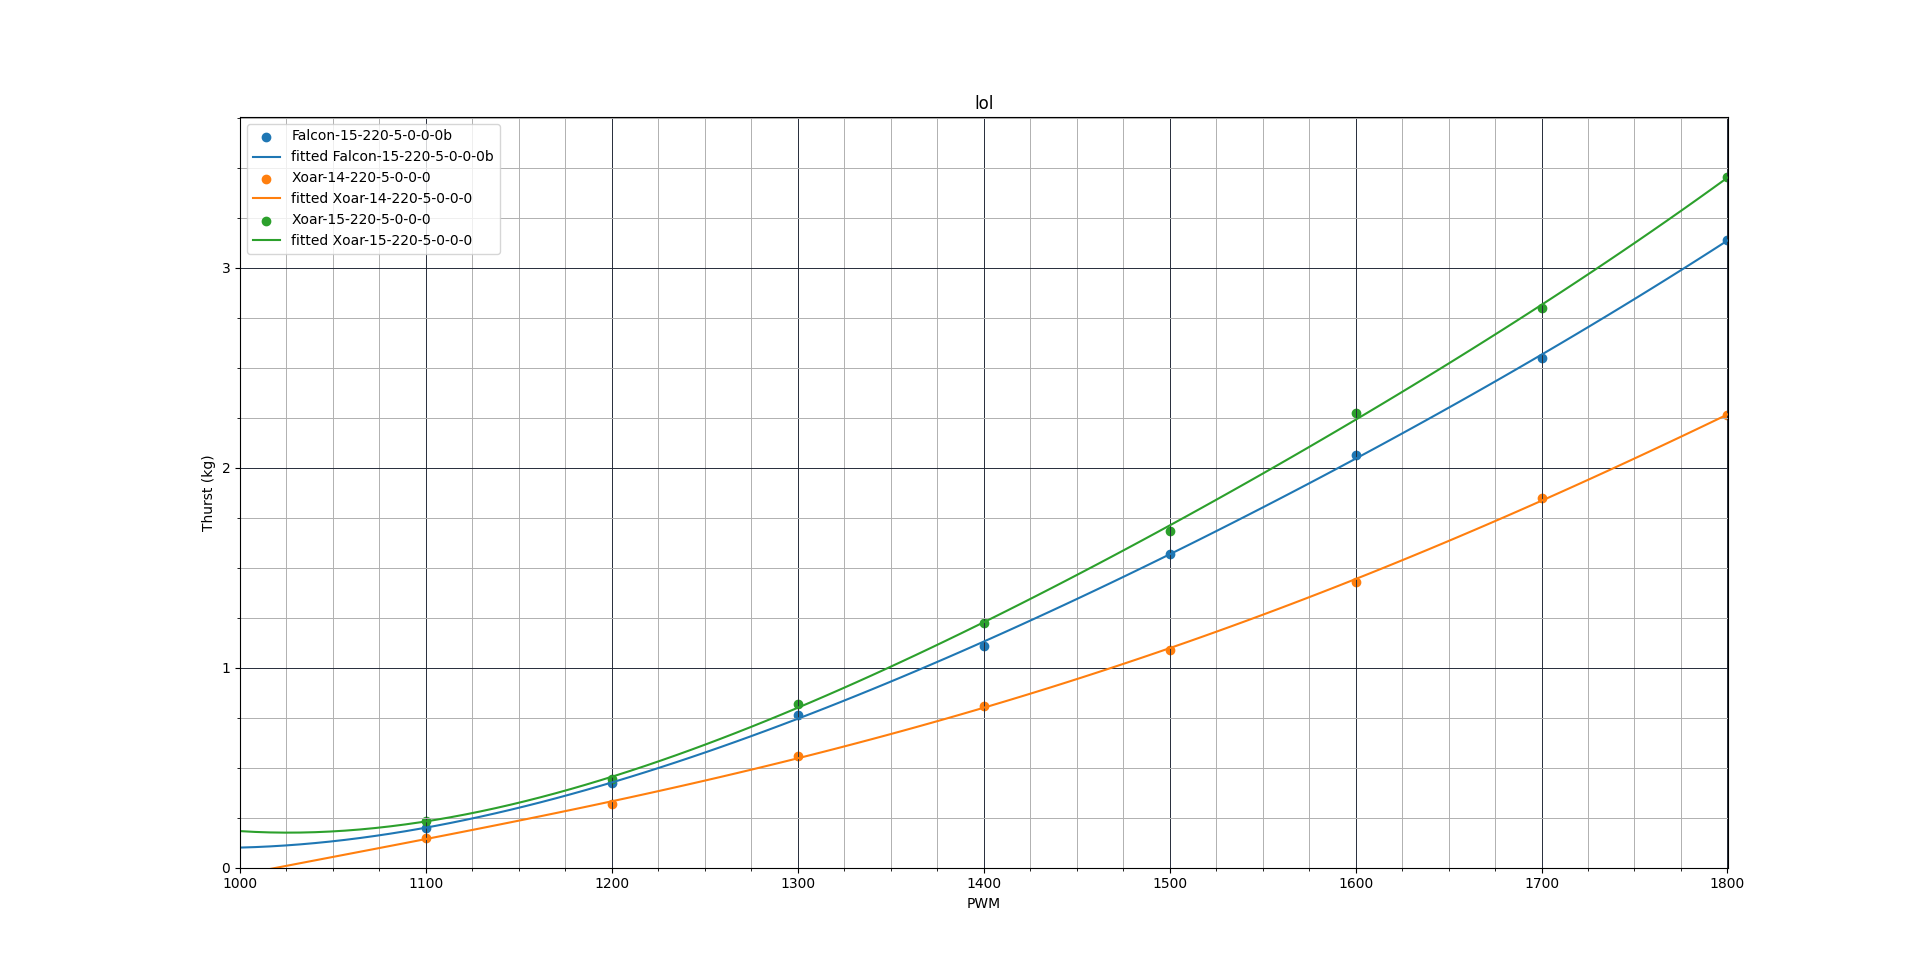 lol
Falcon-15-220-5-0-0-0b
fitted Falcon-15-220-5-0-0-0b
Xoar-14-220-5-0-0-0
fitted Xoar-14-220-5-0-0-0
Xoar-15-220-5-0-0-0
fitted Xoar-15-220-5-0-0-0
3
2
1
0
Thurst (kg)
1000 1100 1200 1300 1400 1500 1600 1700 1800
PWM